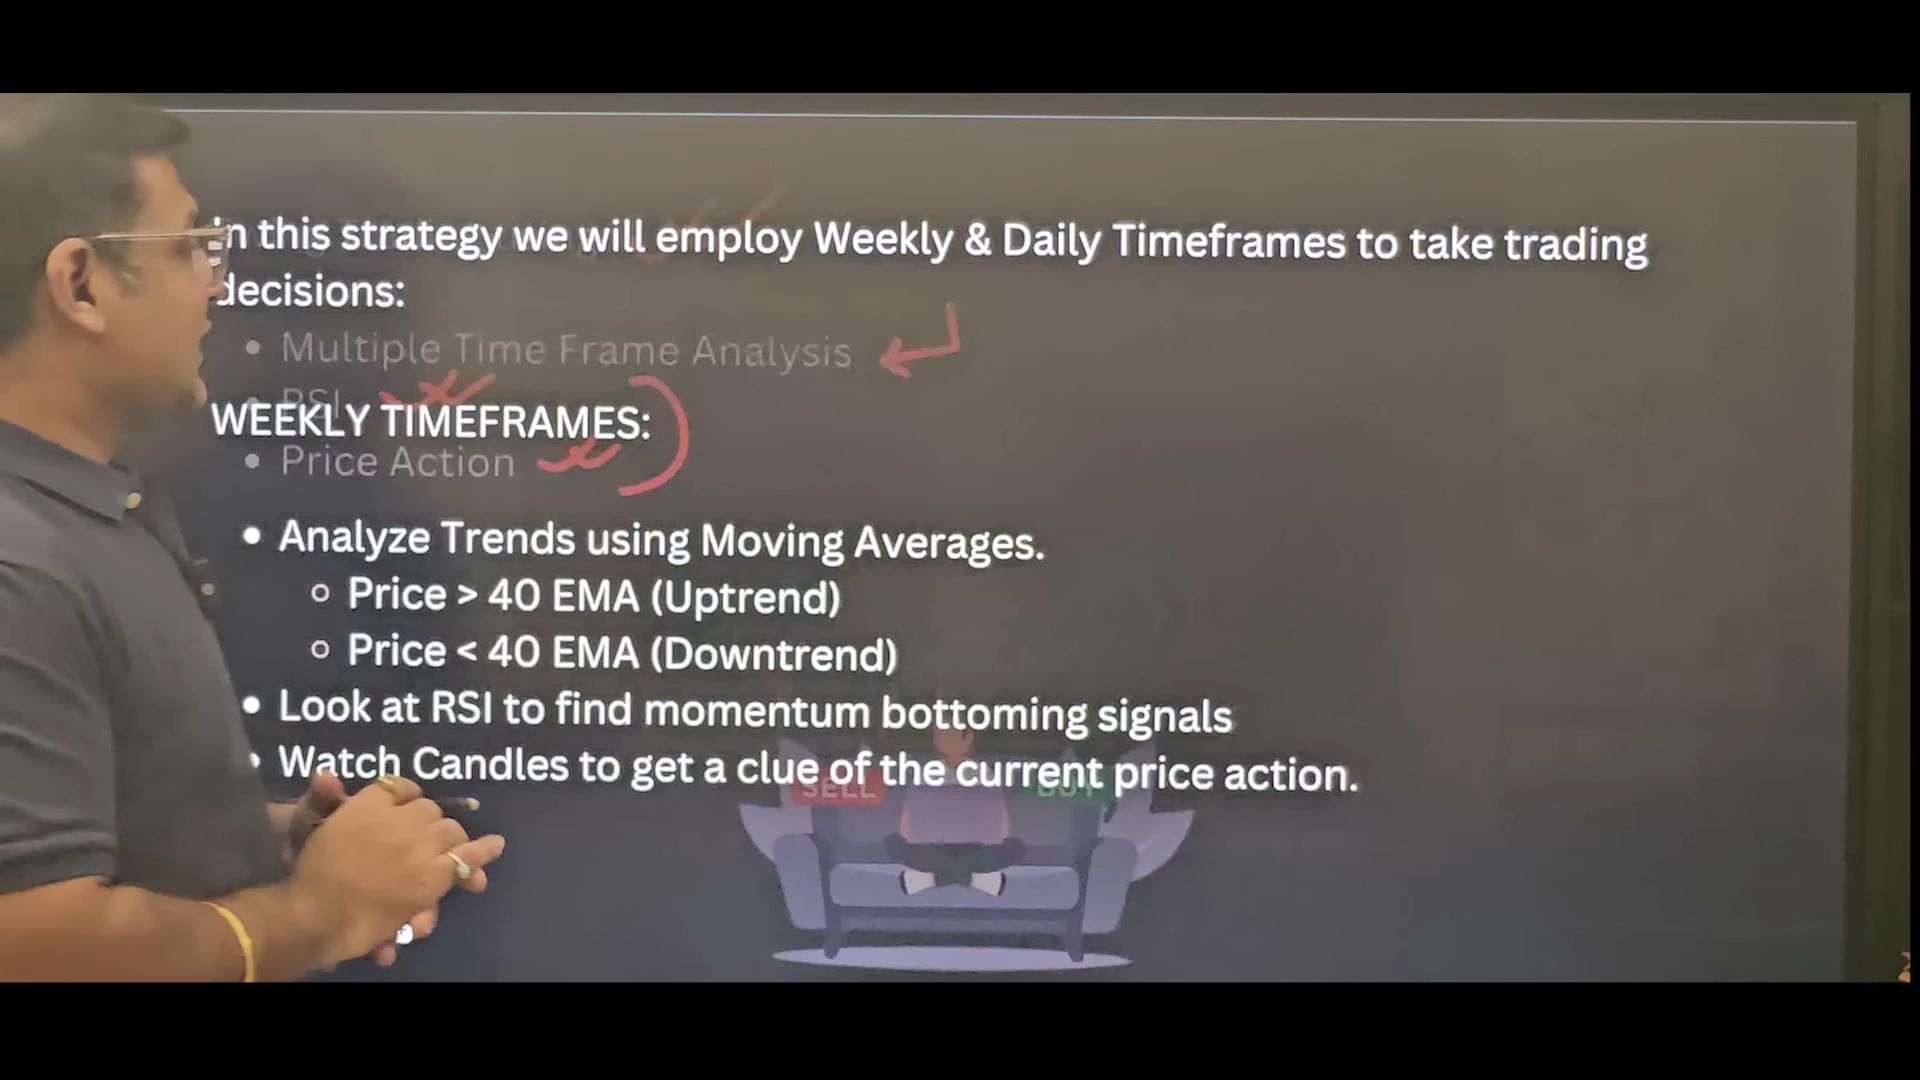 In this strategy we will employ Weekly & Daily Timeframes to take trading
decisions:
• Multiple Time Frame Analysis
• RSI
WEEKLY TIMEFRAMES:
• Price Action
• Analyze Trends using Moving Averages.
○ Price > 40 EMA (Uptrend)
○ Price < 40 EMA (Downtrend)
• Look at RSI to find momentum bottoming signals
• Watch Candles to get a clue of the current price action.
SELL BUY